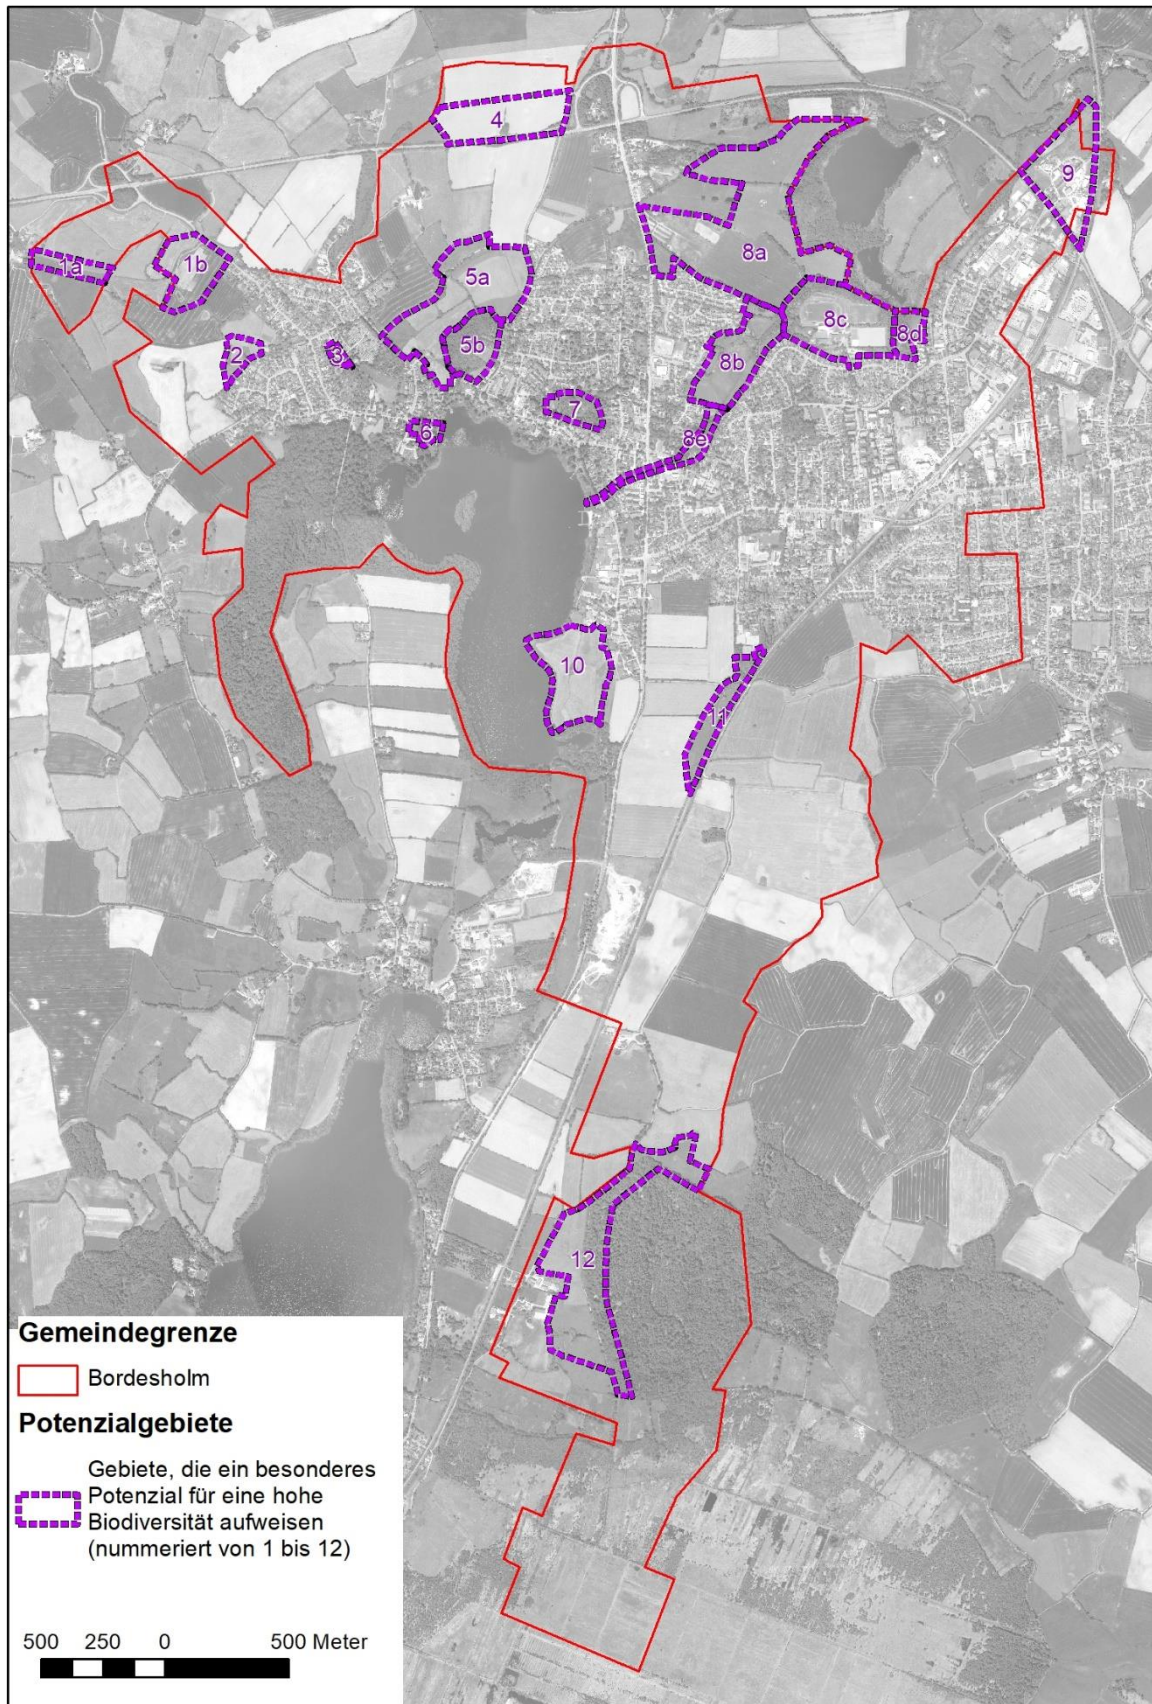 4
9
1a
1b
5a
8a
8c
8d
2
3
5b
8b
7
6
8e
10
11
12
Gemeindegrenze
Bordesholm
Potenzialgebiete
Gebiete, die ein besonderes
Potenzial für eine hohe
Biodiversität aufweisen
(nummeriert von 1 bis 12)
500 250 0 500 Meter